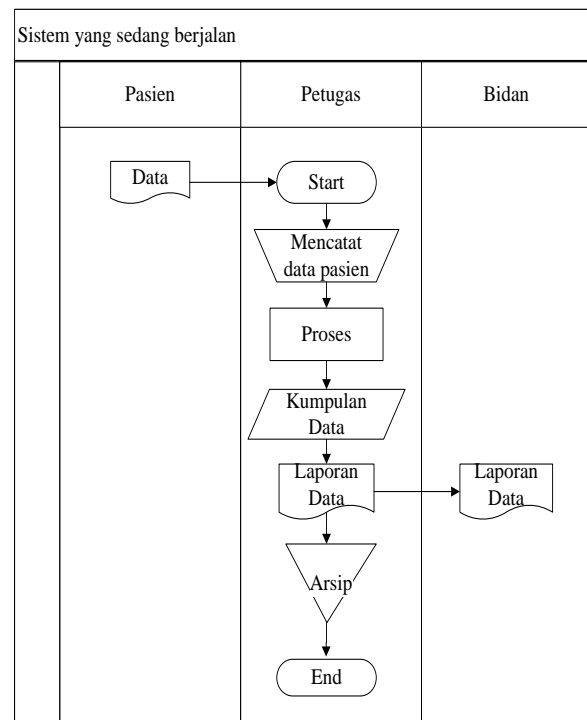 Sistem yang sedang berjalan
Pasien
Petugas
Bidan
Data
Start
Mencatat
data pasien
Proses
Kumpulan
Data
Laporan
Data
Laporan
Data
Arsip
End